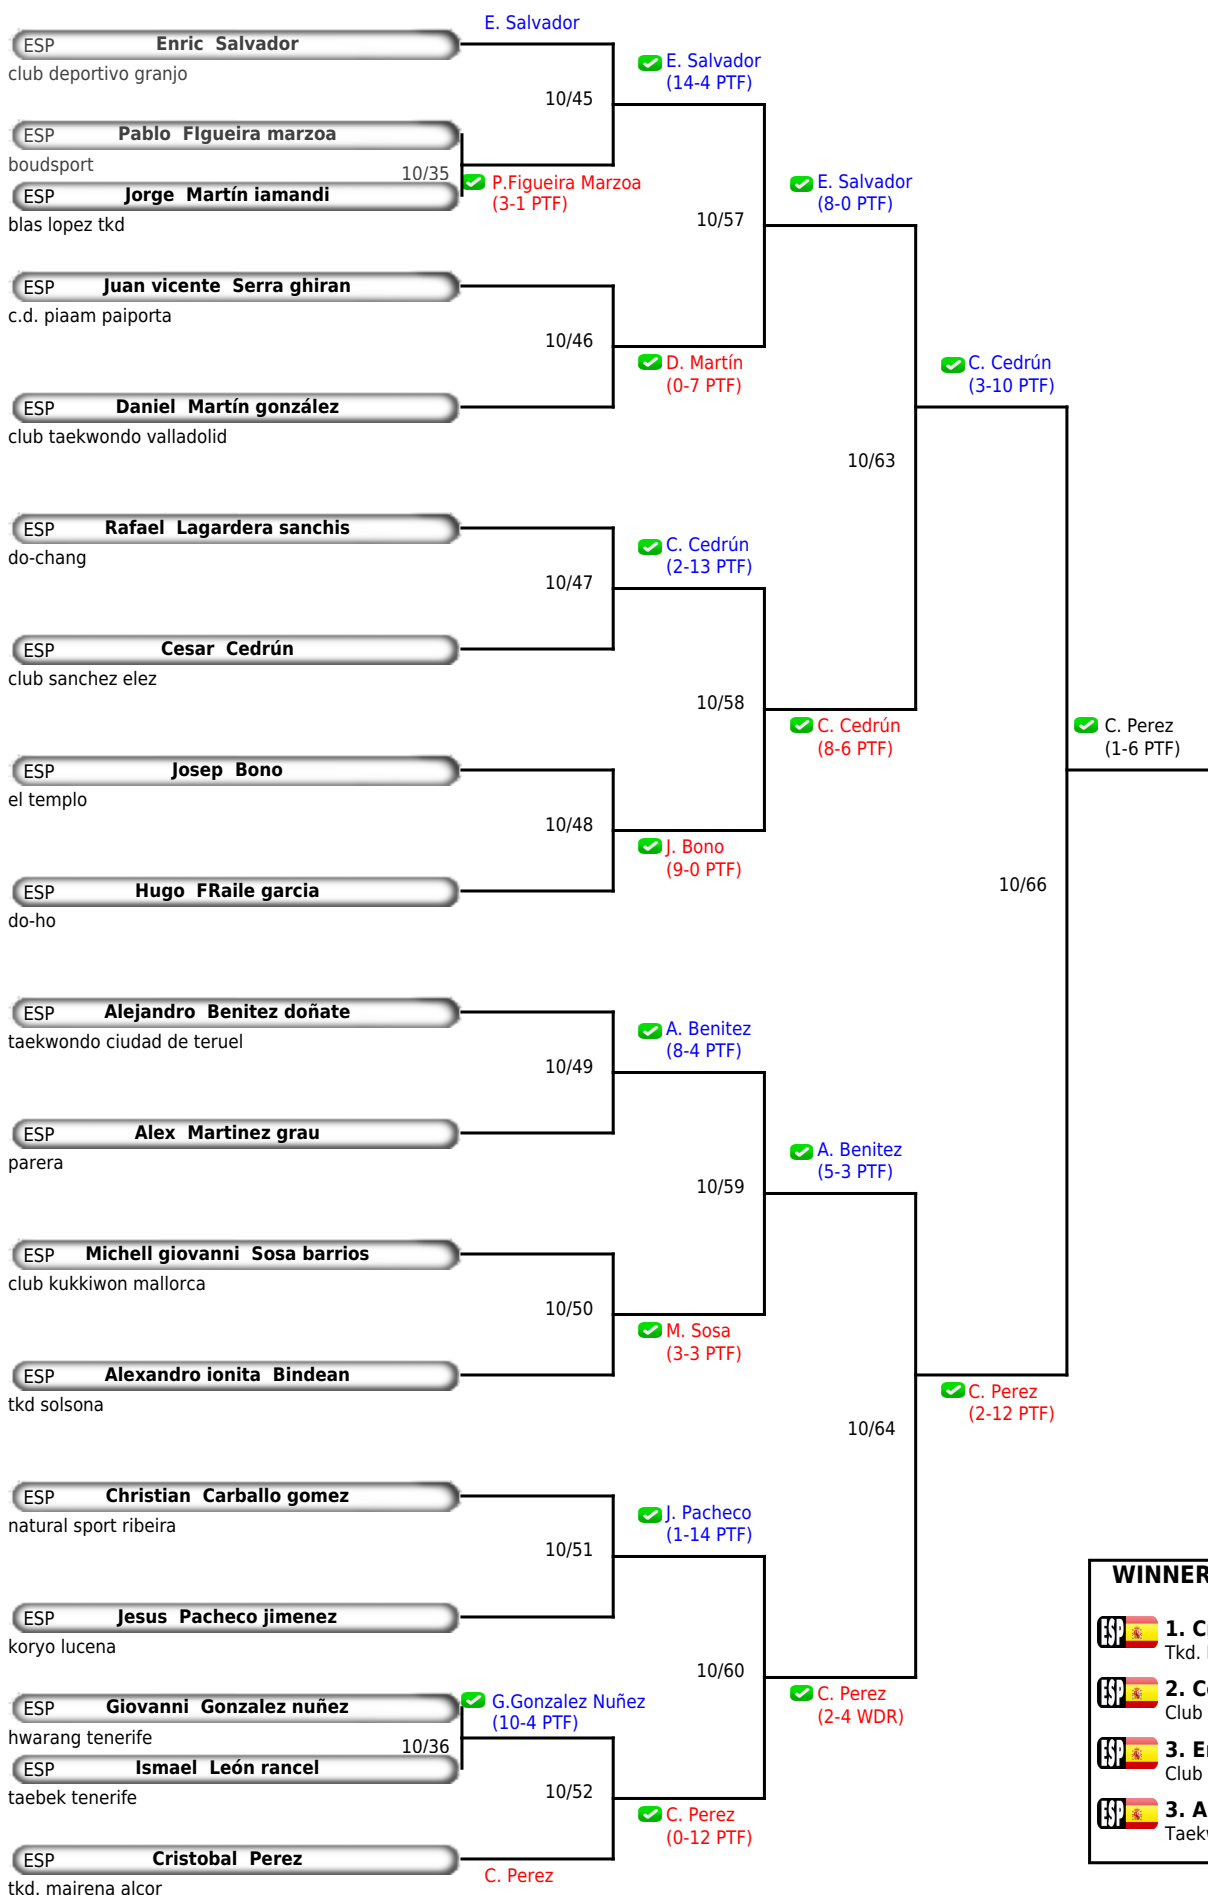 E. Salvador
ESP Enric Salvador
club deportivo granjo
E. Salvador
(14-4 PTF)
10/45
ESP Pablo FIgueira marzoa
boudsport
10/35
P.Figueira Marzoa
(3-1 PTF)
ESP Jorge Martín iamandi
blas lopez tkd
E. Salvador
(8-0 PTF)
10/57
ESP Juan vicente Serra ghiran
c.d. piaam paiporta
10/46
D. Martín
(0-7 PTF)
C. Cedrún
(3-10 PTF)
ESP Daniel Martín gonzález
club taekwondo valladolid
10/63
ESP Rafael Lagardera sanchis
do-chang
C. Cedrún
(2-13 PTF)
10/47
ESP Cesar Cedrún
club sanchez elez
10/58
C. Cedrún
(8-6 PTF)
C. Perez
(1-6 PTF)
ESP Josep Bono
el templo
10/48
J. Bono
(9-0 PTF)
10/66
ESP Hugo FRaile garcia
do-ho
ESP Alejandro Benitez doñate
taekwondo ciudad de teruel
A. Benitez
(8-4 PTF)
10/49
ESP Alex Martinez grau
parera
A. Benitez
(5-3 PTF)
10/59
ESP Michell giovanni Sosa barrios
club kukkiwon mallorca
10/50
M. Sosa
(3-3 PTF)
ESP Alexandro ionita Bindean
tkd solsona
C. Perez
(2-12 PTF)
10/64
ESP Christian Carballo gomez
natural sport ribeira
J. Pacheco
(1-14 PTF)
10/51
ESP Jesus Pacheco jimenez
koryo lucena
10/60
C. Perez
(2-4 WDR)
ESP Giovanni Gonzalez nuñez
hwarang tenerife
G.Gonzalez Nuñez
(10-4 PTF)
10/36
ESP Ismael León rancel
taebek tenerife
10/52
C. Perez
(0-12 PTF)
ESP Cristobal Perez
tkd. mairena alcor
C. Perez
WINNER
ESP 1.
Tkd.
ESP 2.
Club
ESP 3.
Club
ESP 3. A